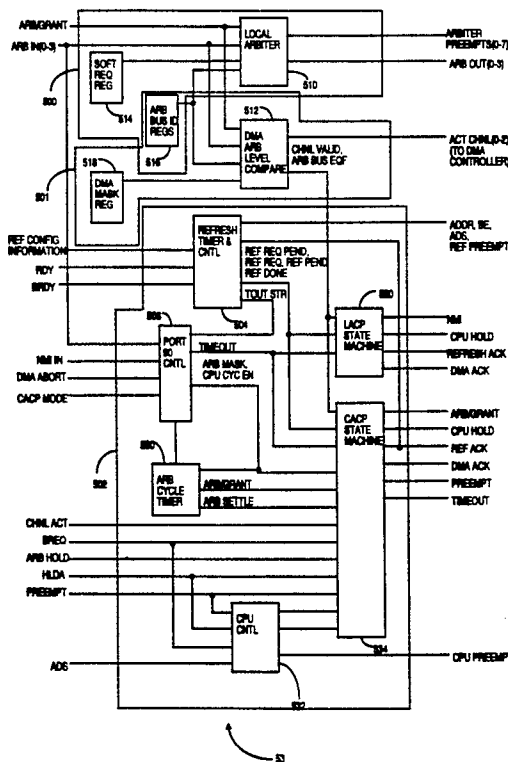 ARB/GRANT
ARB IN(0-3)
SOFT
REQ
REG
514
500
LOCAL
ARBITER
510
ARBITER
PREEMPTS(0-7)
ARB OUT(0-3)
ARB
BUS ID
REGS
516
512
DMA
ARB
LEVEL
COMPARE
CHNL VALID,
ARB BUS EQF
ACT CHNL(0-2)
(TO DMA
CONTROLLER)
518
501
DMA
MASK
REG
REF CONFIG
INFORMATION
RDY
BRDY
REFRESH
TIMER &
CNTL
504
REF REQ PEND,
REF REQ, REF PEND
REF DONE
TOUT STR
ADDR, BE,
ADS,
REF PREEMPT
LACP
STATE
MACHINE
NMI
CPU HOLD
REFRESH ACK
DMA ACK
PORT
90
CNTL
TIMEOUT
ARB MASK,
CPU CYC EN
NMI IN
DMA ABORT
CACP MODE
502
ARB
CYCLE
TIMER
ARB/GRANT
ARB SETTLE
CACP
STATE
MACHINE
ARB/GRANT
CPU HOLD
REF ACK
DMA ACK
PREEMPT
TIMEOUT
CHNL ACT
BREQ
ARB HOLD
HLDA
PREEMPT
ADS
CPU
CNTL
532
534
CPU PREEMPT
53